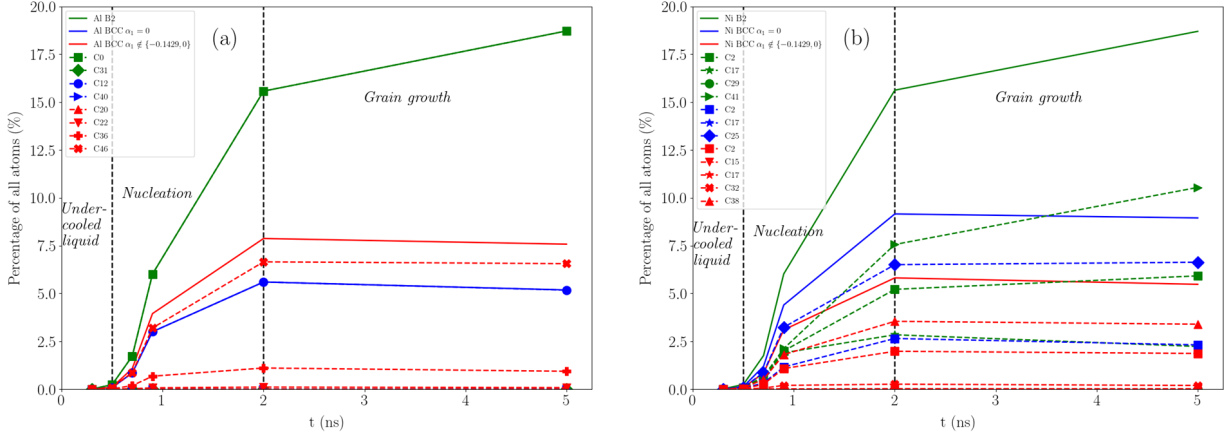 20.0
17.5
15.0
12.5
10.0
7.5
5.0
2.5
0.0
Percentage of all atoms (%)
0
1
2
3
4
5
t (ns)
Al B2
Al BCC α₁ = 0
Al BCC α₁ ∉ {−0.1429, 0}
C0
C31
C12
C40
C20
C22
C36
C46
(a)
Grain growth
Nucleation
Under-
cooled
liquid
20.0
17.5
15.0
12.5
10.0
7.5
5.0
2.5
0.0
Percentage of all atoms (%)
0
1
2
3
4
5
t (ns)
Ni B2
Ni BCC α₁ = 0
Ni BCC α₁ ∉ {−0.1429, 0}
C2
C17
C29
C41
C2
C17
C25
C2
C15
C17
C32
C38
(b)
Grain growth
Nucleation
Under-
cooled
liquid